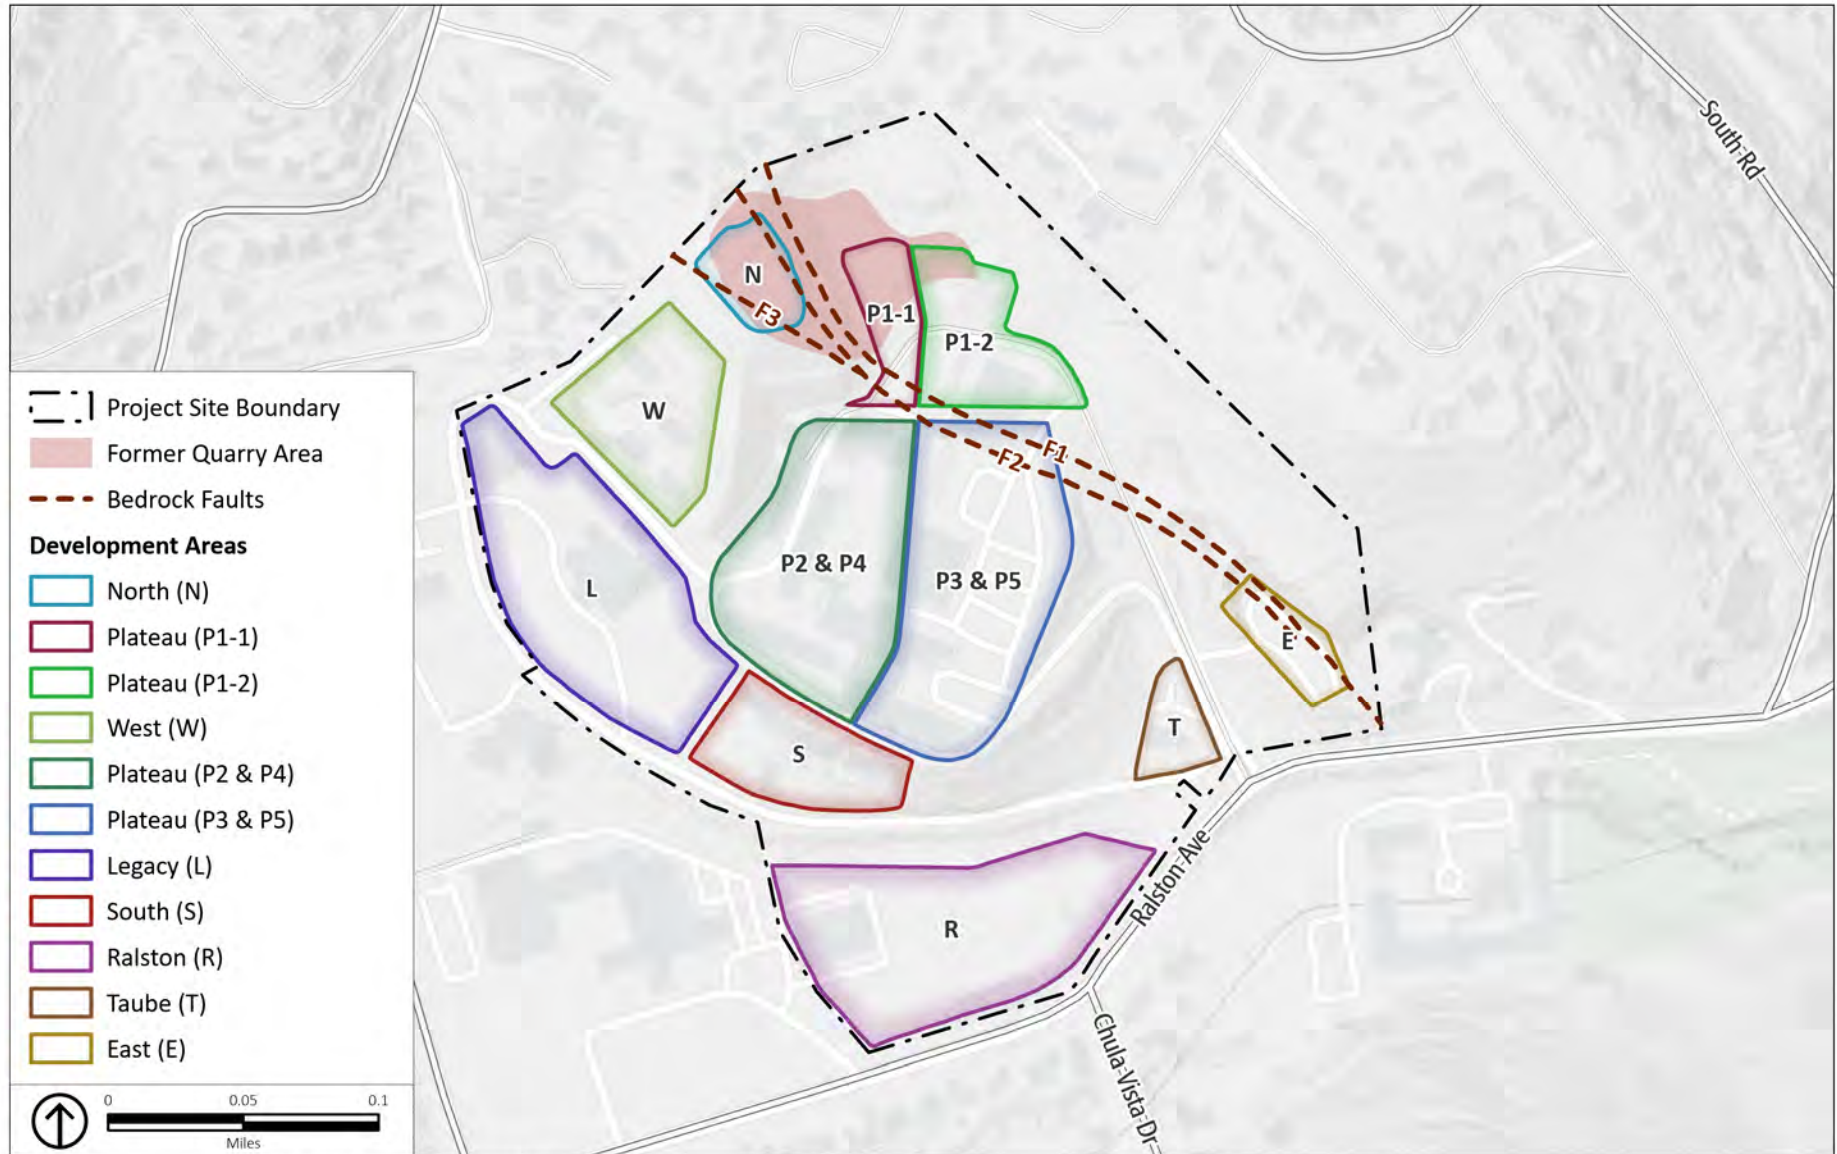 South Rd
N
F3
P1-1
P1-2
W
F1
F2
P2 & P4
P3 & P5
L
E
T
S
R
Ralston Ave
Chula Vista Dr
Project Site Boundary
Former Quarry Area
Bedrock Faults
Development Areas
North (N)
Plateau (P1-1)
Plateau (P1-2)
West (W)
Plateau (P2 & P4)
Plateau (P3 & P5)
Legacy (L)
South (S)
Ralston (R)
Taube (T)
East (E)
0 0.05 0.1
Miles